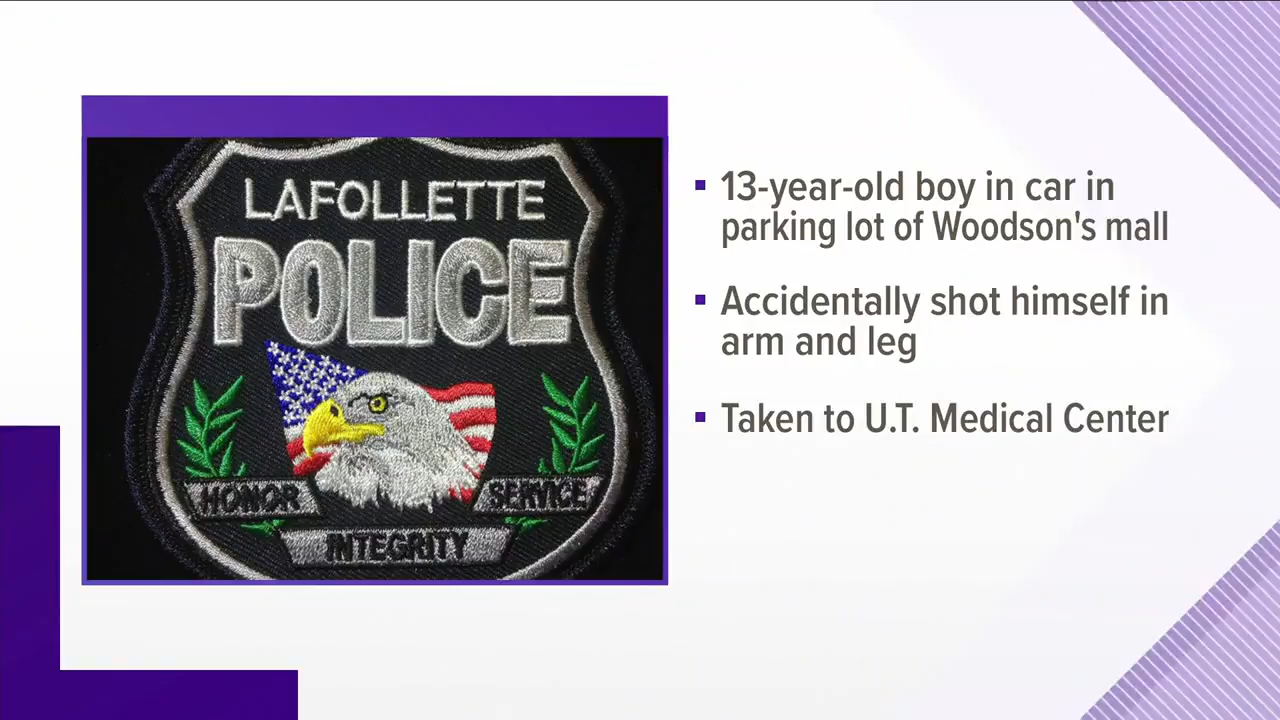 LAFOLLETTE
POLICE
HONOR
SERVICE
INTEGRITY
13-year-old boy in car in
parking lot of Woodson's mall
Accidentally shot himself in
arm and leg
Taken to U.T. Medical Center